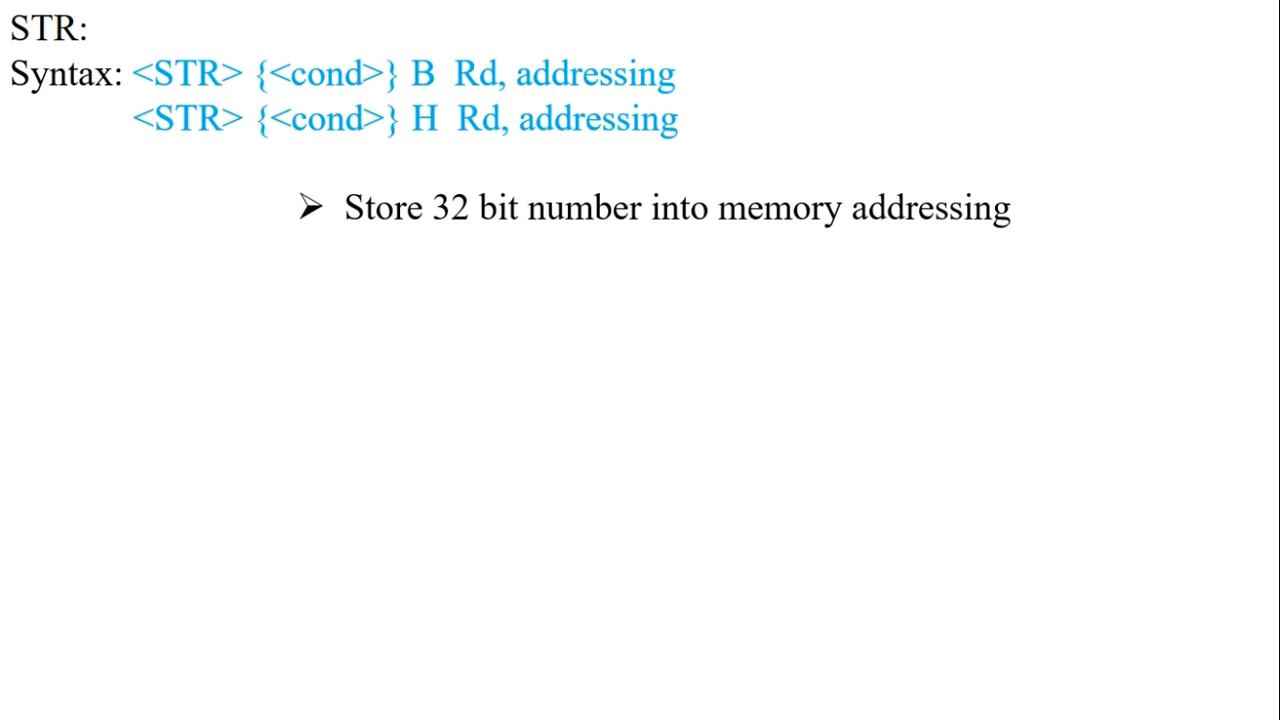 STR:
Syntax: <STR> {<cond>} B Rd, addressing
<STR> {<cond>} H Rd, addressing
➢ Store 32 bit number into memory addressing